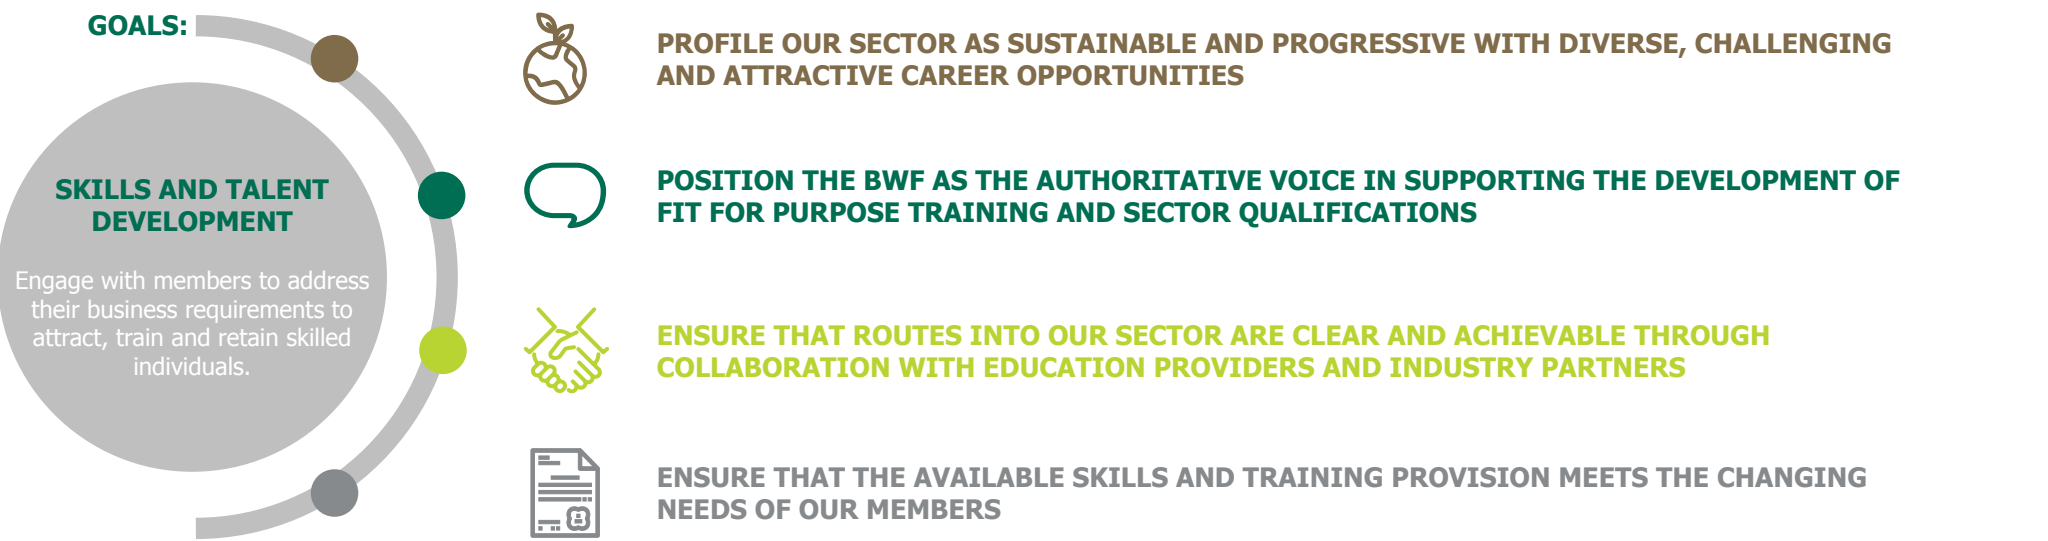 GOALS:
SKILLS AND TALENT
DEVELOPMENT
Engage with members to address
their business requirements to
attract, train and retain skilled
individuals.
PROFILE OUR SECTOR AS SUSTAINABLE AND PROGRESSIVE WITH DIVERSE, CHALLENGING
AND ATTRACTIVE CAREER OPPORTUNITIES
POSITION THE BWF AS THE AUTHORITATIVE VOICE IN SUPPORTING THE DEVELOPMENT OF
FIT FOR PURPOSE TRAINING AND SECTOR QUALIFICATIONS
ENSURE THAT ROUTES INTO OUR SECTOR ARE CLEAR AND ACHIEVABLE THROUGH
COLLABORATION WITH EDUCATION PROVIDERS AND INDUSTRY PARTNERS
ENSURE THAT THE AVAILABLE SKILLS AND TRAINING PROVISION MEETS THE CHANGING
NEEDS OF OUR MEMBERS